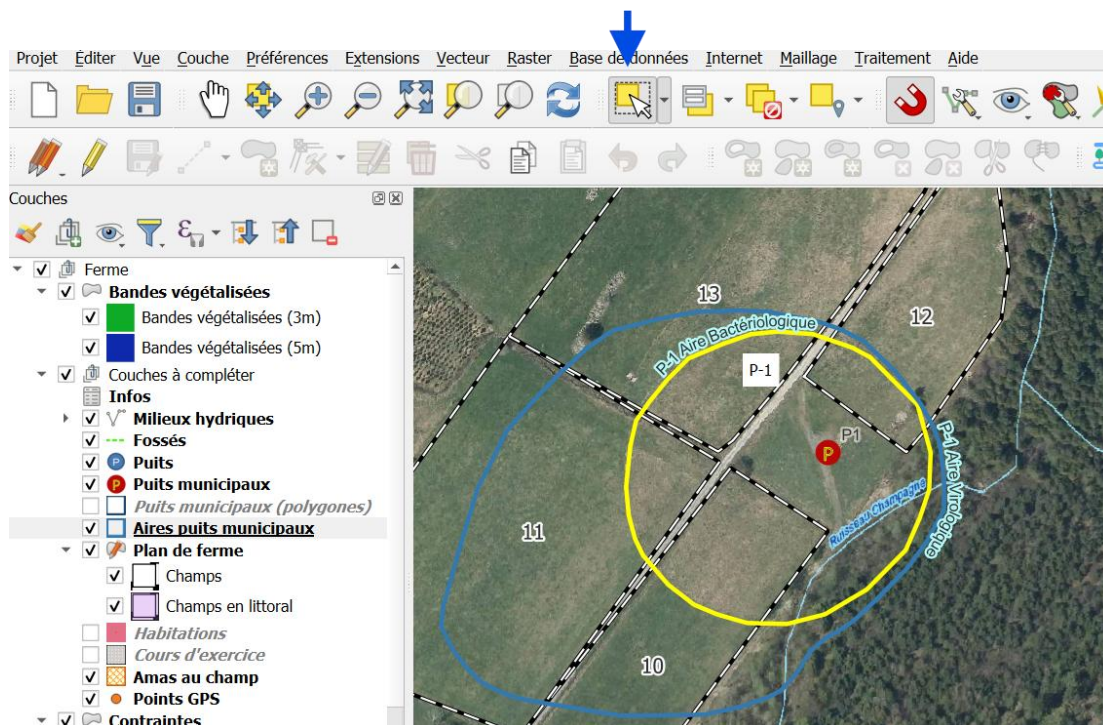 Projet Éditer Vue Couche Préférences Extensions Vecteur Raster Base de données Internet Maillage Traitement Aide
Couches
Ferme
Bandes végétalisées
Bandes végétalisées (3m)
Bandes végétalisées (5m)
Couches à compléter
Infos
Milieux hydriques
Fossés
P Puits
P Puits municipaux
Puits municipaux (polygones)
Aires puits municipaux
Plan de ferme
Champs
Champs en littoral
Habitations
Cours d'exercice
Amas au champ
Points GPS
Contraintes
13
12
P-1 Aire Bactériologique
P-1
P1
P
P-1 Aire Virologique
Ruisseau Champagne
11
10